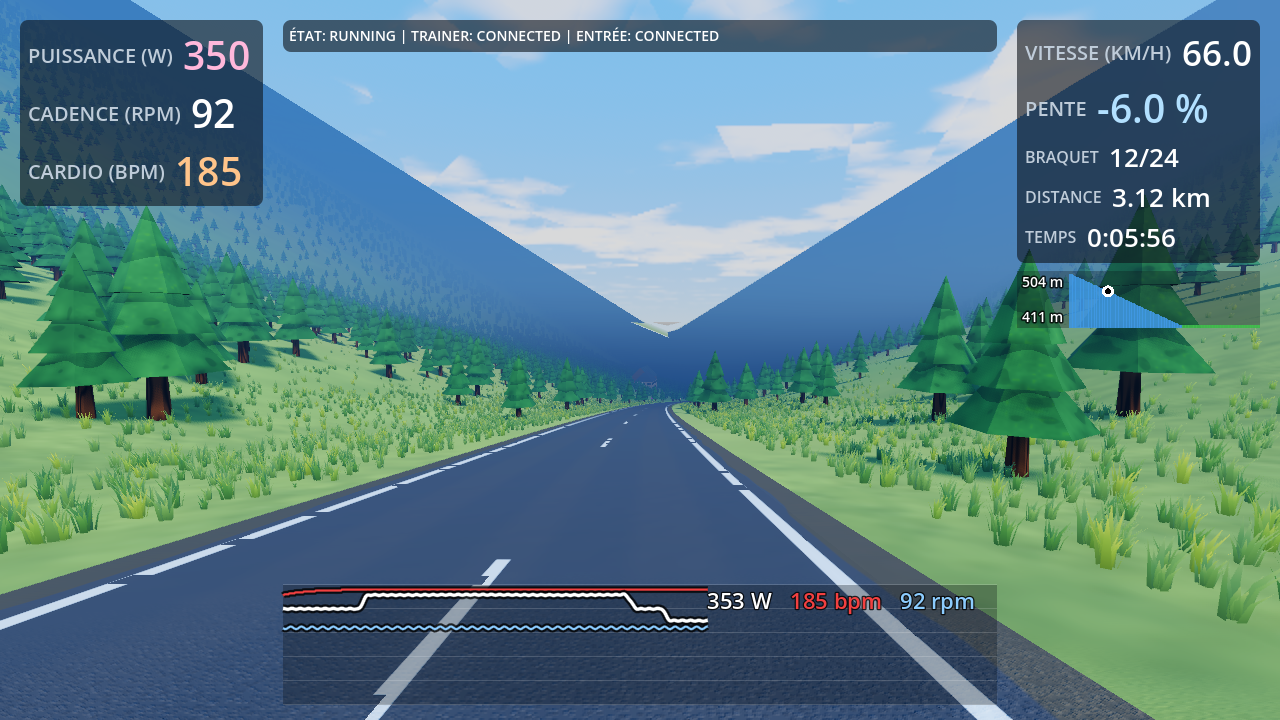 PUISSANCE (W) 350
CADENCE (RPM) 92
CARDIO (BPM) 185
ÉTAT: RUNNING | TRAINER: CONNECTED | ENTRÉE: CONNECTED
VITESSE (KM/H) 66.0
PENTE -6.0 %
BRAQUET 12/24
DISTANCE 3.12 km
TEMPS 0:05:56
504 m
411 m
353 W 185 bpm 92 rpm